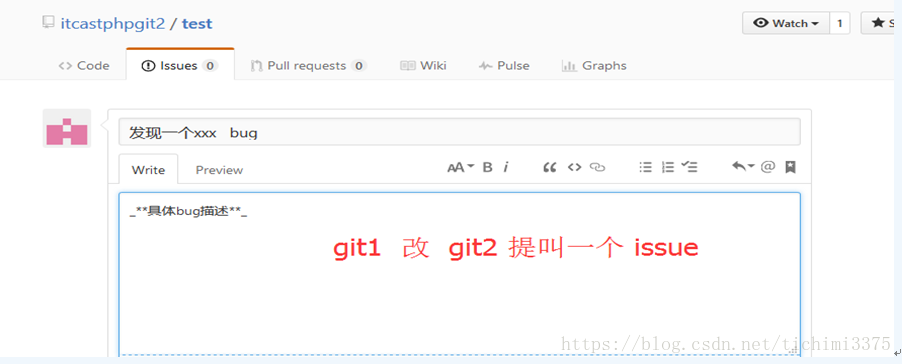 itcastphpgit2 / test
Watch 1
Code Issues 0 Pull requests 0 Wiki Pulse Graphs
发现一个xxx bug
Write Preview AA B i @
_**具体bug描述**_
git1 改 git2 提叫一个 issue
https://blog.csdn.net/tichimi3375